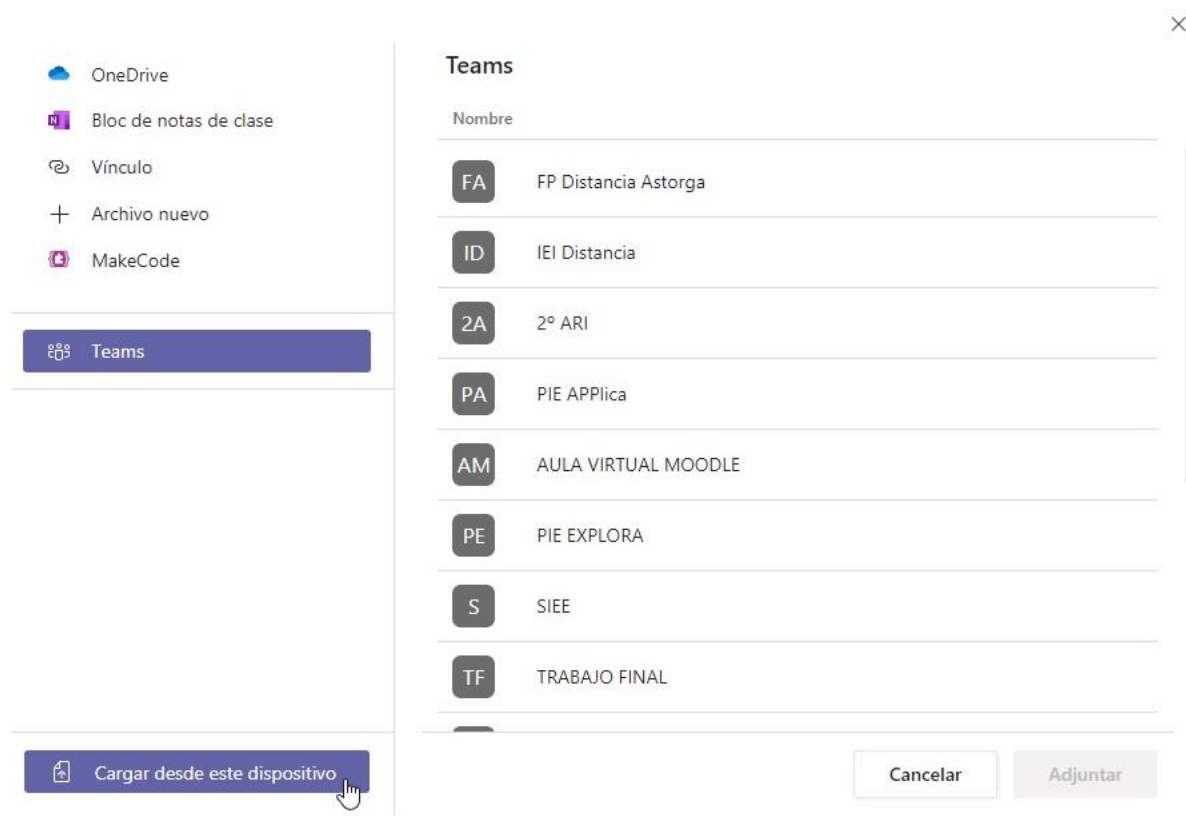 OneDrive
Bloc de notas de clase
Vínculo
Archivo nuevo
MakeCode
Teams
Cargar desde este dispositivo
Teams
Nombre
FA FP Distancia Astorga
ID IEI Distancia
2A 2º ARI
PA PIE APPlica
AM AULA VIRTUAL MOODLE
PE PIE EXPLORA
S SIEE
TF TRABAJO FINAL
Cancelar Adjuntar